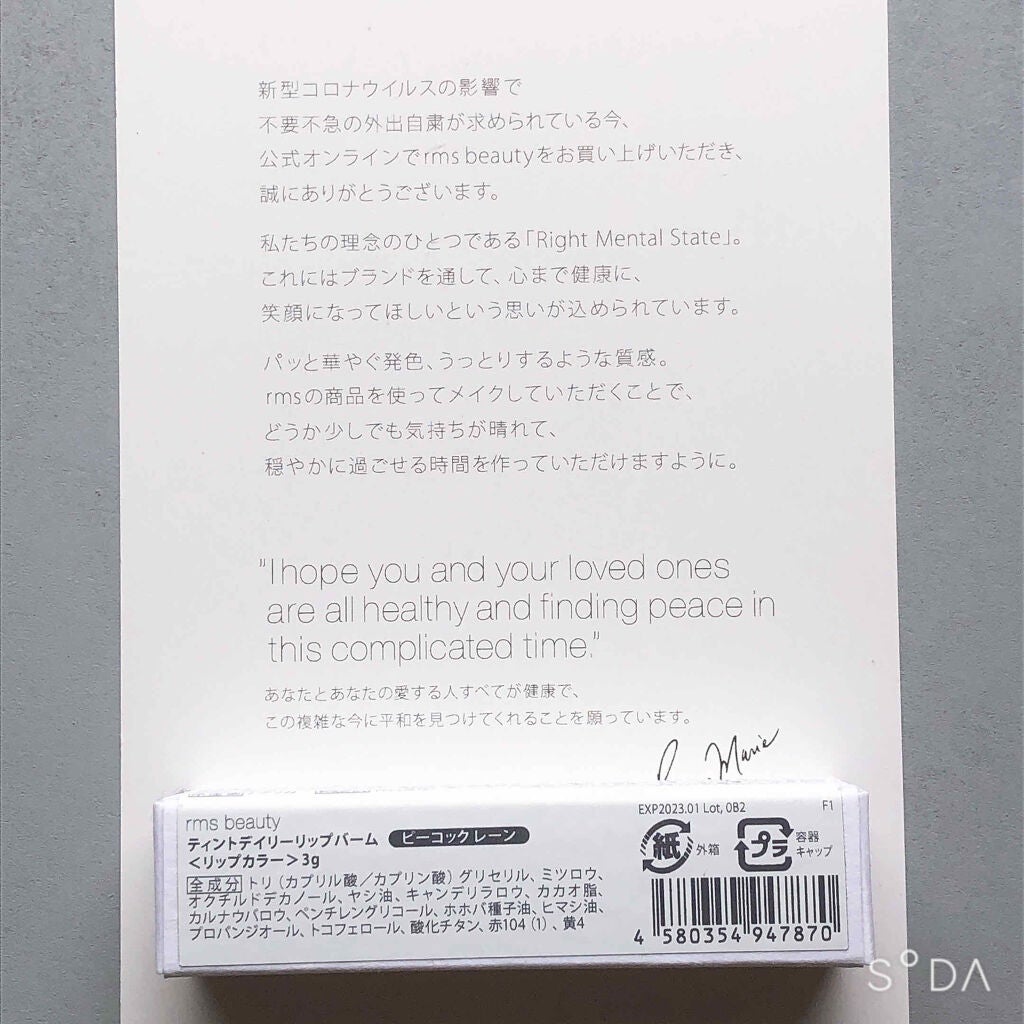 新型コロナウイルスの影響で
不要不急の外出自粛が求められている今、
公式オンラインでrms beautyをお買い上げいただき、
誠にありがとうございます。
私たちの理念のひとつである「Right Mental State」。
これにはブランドを通して、心まで健康に、
笑顔になってほしいという思いが込められています。
パッと華やぐ発色、うっとりするような質感。
rmsの商品を使ってメイクしていただくことで、
どうか少しでも気持ちが晴れて、
穏やかに過ごせる時間を作っていただけますように。
"I hope you and your loved ones
are all healthy and finding peace in
this complicated time."
あなたとあなたの愛する人すべてが健康で、
この複雑な今に平和を見つけてくれることを願っています。
Marie
rms beauty
ティントデイリーリップバーム ピーコックレーン
<リップカラー>3g
全成分 トリ(カプリル酸/カプリン酸)グリセリル、ミツロウ、
オクチルドデカノール、ヤシ油、キャンデリラロウ、カカオ脂、
カルナウバロウ、ペンチレングリコール、ホホバ種子油、ヒマシ油、
プロパンジオール、トコフェロール、酸化チタン、赤104(1)、黄4
EXP2023.01 Lot, 0B2 F1
紙 外箱 プラ 容器
キャップ
4 580354 947870
S°DA